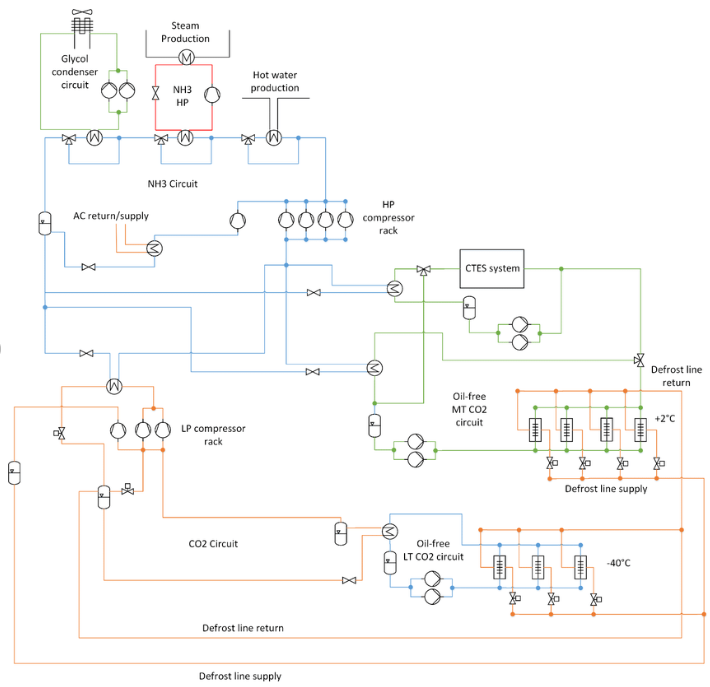 Steam
Production
Glycol
condenser
circuit
NH3
HP
Hot water
production
NH3 Circuit
HP
compressor
rack
AC return/supply
CTES system
Defrost line
return
Oil-free
MT CO2
circuit
+2°C
LP compressor
rack
Defrost line supply
CO2 Circuit
Oil-free
LT CO2 circuit
-40°C
Defrost line return
Defrost line supply